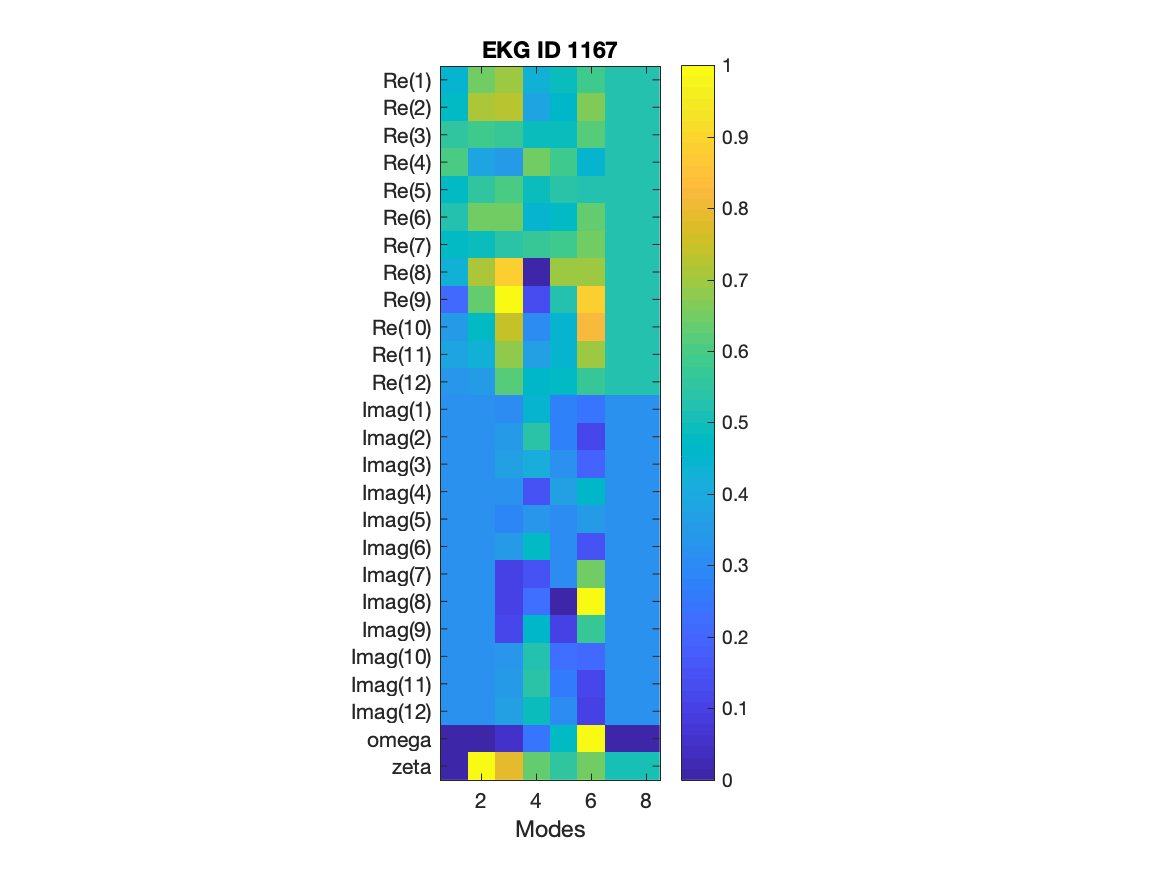 EKG ID 1167
Re(1)
Re(2)
Re(3)
Re(4)
Re(5)
Re(6)
Re(7)
Re(8)
Re(9)
Re(10)
Re(11)
Re(12)
Imag(1)
Imag(2)
Imag(3)
Imag(4)
Imag(5)
Imag(6)
Imag(7)
Imag(8)
Imag(9)
Imag(10)
Imag(11)
Imag(12)
omega
zeta
2 4 6 8
Modes
1
0.9
0.8
0.7
0.6
0.5
0.4
0.3
0.2
0.1
0